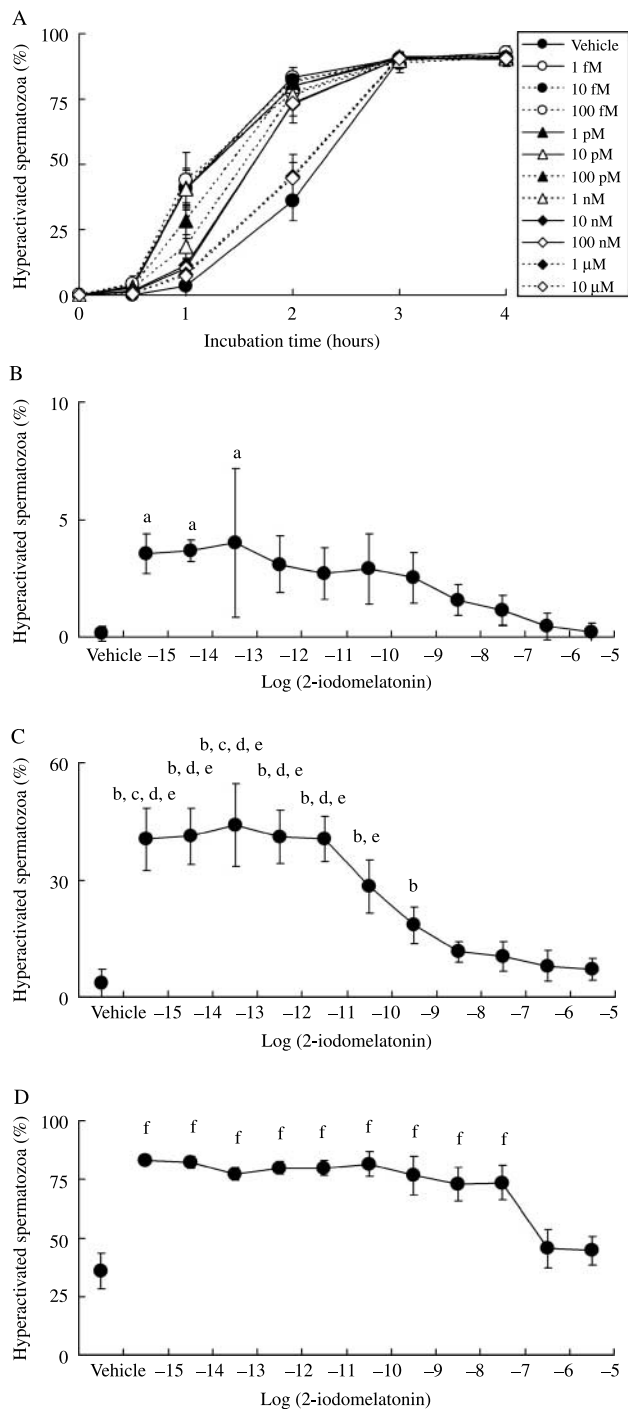 A
Hyperactivated spermatozoa (%)
100
75
50
25
0
0 1 2 3 4
Incubation time (hours)
Vehicle
1 fM
10 fM
100 fM
1 pM
10 pM
100 pM
1 nM
10 nM
100 nM
1 µM
10 µM
B
Hyperactivated spermatozoa (%)
10
5
0
a a a
Vehicle –15 –14 –13 –12 –11 –10 –9 –8 –7 –6 –5
Log (2-iodomelatonin)
C
Hyperactivated spermatozoa (%)
60
30
0
b, c, d, e
b, d, e
b, c, d, e
b, d, e
b, d, e
b, e
b
Vehicle –15 –14 –13 –12 –11 –10 –9 –8 –7 –6 –5
Log (2-iodomelatonin)
D
Hyperactivated spermatozoa (%)
100
75
50
25
0
f f f f f f f f f
Vehicle –15 –14 –13 –12 –11 –10 –9 –8 –7 –6 –5
Log (2-iodomelatonin)